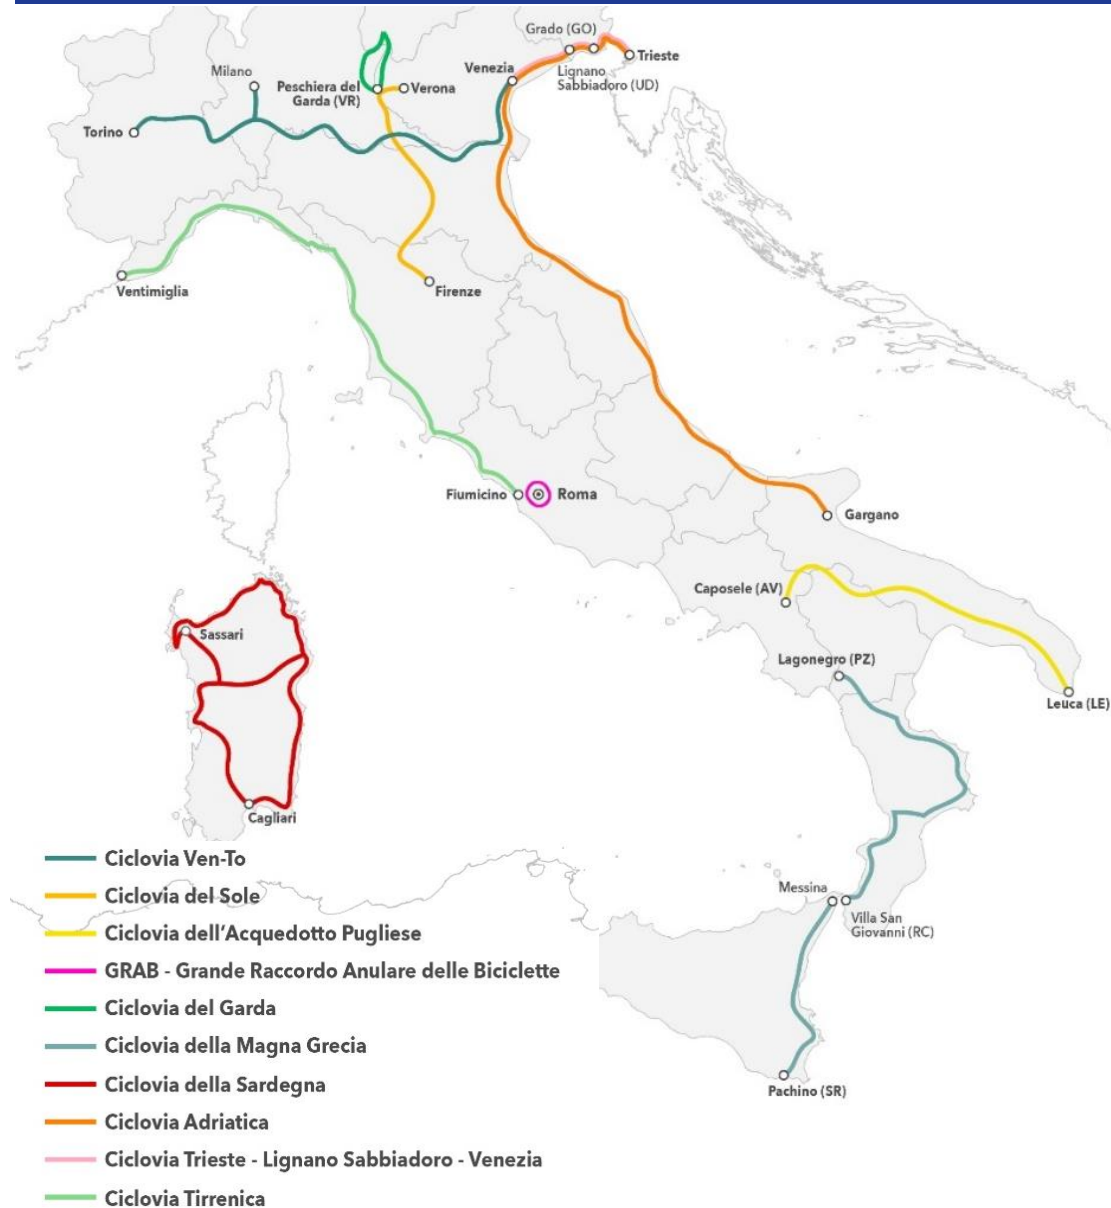 Grado (GO)
Trieste
Venezia
Lignano
Sabbiadoro (UD)
Milano
Peschiera del
Garda (VR)
Verona
Torino
Ventimiglia
Firenze
Fiumicino
Roma
Gargano
Caposele (AV)
Sassari
Lagonegro (PZ)
Leuca (LE)
Cagliari
Messina
Villa San
Giovanni (RC)
Pachino (SR)
Ciclovia Ven-To
Ciclovia del Sole
Ciclovia dell'Acquedotto Pugliese
GRAB - Grande Raccordo Anulare delle Biciclette
Ciclovia del Garda
Ciclovia della Magna Grecia
Ciclovia della Sardegna
Ciclovia Adriatica
Ciclovia Trieste - Lignano Sabbiadoro - Venezia
Ciclovia Tirrenica